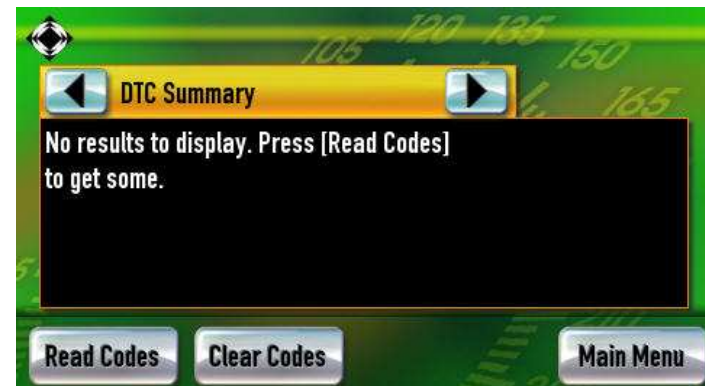 105 120 135 150
165
DTC Summary
No results to display. Press [Read Codes]
to get some.
Read Codes Clear Codes Main Menu